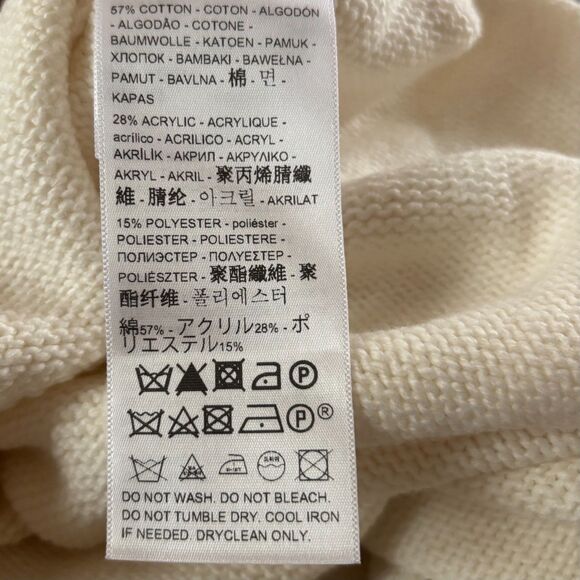 57% COTTON - COTON - ALGODÓN
- ALGODÃO - COTONE -
BAUMWOLLE - KATOEN - PAMUK -
ХЛОПОК - BAMBAKI - BAWEŁNA -
PAMUT - BAVLNA - 棉 - 면 -
KAPAS
28% ACRYLIC - ACRYLIQUE -
acrílico - ACRILICO - ACRYL -
AKRİLİK - АКРИЛ - ΑΚΡΥΛΙΚΟ -
AKRYL - AKRIL - 聚丙烯腈纖
維 - 腈纶 - 아크릴 - AKRILAT
15% POLYESTER - poliéster -
POLIESTER - POLIESTERE -
ПОЛИЭСТЕР - ΠΟΛΥΕΣΤΕΡ -
POLIÉSZTER - 聚酯纖維 - 聚
酯纤维 - 폴리에스터
綿57% - アクリル28% - ポ
リエステル15%
P
P®
DO NOT WASH. DO NOT BLEACH.
DO NOT TUMBLE DRY. COOL IRON
IF NEEDED. DRYCLEAN ONLY.